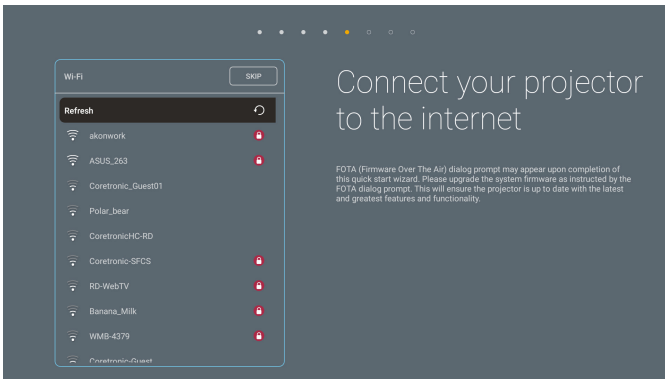 Wi-Fi
SKIP
Refresh
akonwork
ASUS_263
Coretronic_Guest01
Polar_bear
CoretronicHC-RD
Coretronic-SFCS
RD-WebTV
Banana_Milk
WMB-4379
Coretronic-Guest
Connect your projector
to the internet
FOTA (Firmware Over The Air) dialog prompt may appear upon completion of
this quick start wizard. Please upgrade the system firmware as instructed by the
FOTA dialog prompt. This will ensure the projector is up to date with the latest
and greatest features and functionality.